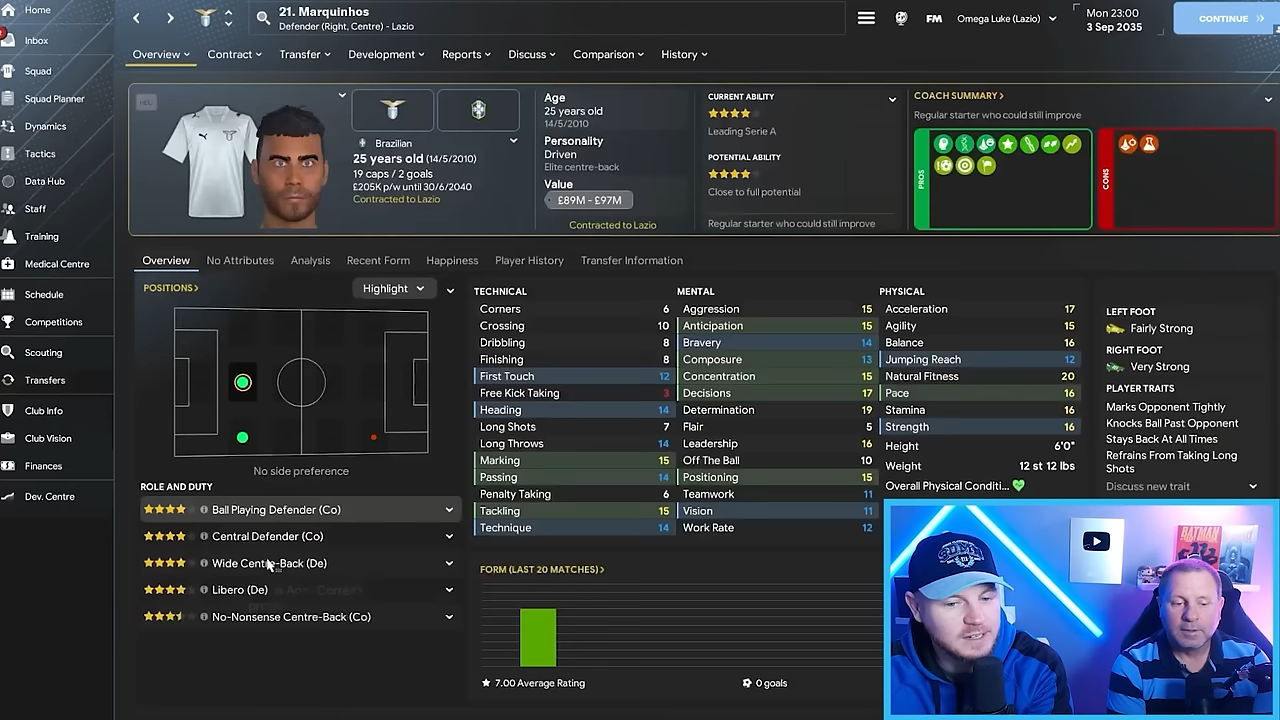 Home
Inbox
Squad
Squad Planner
Dynamics
Tactics
Data Hub
Staff
Training
Medical Centre
Schedule
Competitions
Scouting
Transfers
Club Info
Club Vision
Finances
Dev. Centre
21. Marquinhos
Defender (Right, Centre) - Lazio
FM
Omega Luke (Lazio)
Mon 23:00
3 Sep 2035
CONTINUE
Overview
Contract
Transfer
Development
Reports
Discuss
Comparison
History
Brazilian
25 years old (14/5/2010)
19 caps / 2 goals
£205K p/w until 30/6/2040
Contracted to Lazio
Age
25 years old
14/5/2010
Personality
Driven
Elite centre-back
Value
£89M - £97M
Contracted to Lazio
CURRENT ABILITY
Leading Serie A
POTENTIAL ABILITY
Close to full potential
Regular starter who could still improve
COACH SUMMARY >
Regular starter who could still improve
PROS
CONS
Overview
No Attributes
Analysis
Recent Form
Happiness
Player History
Transfer Information
POSITIONS >
Highlight
No side preference
ROLE AND DUTY
Ball Playing Defender (Co)
Central Defender (Co)
Wide Centre-Back (De)
Libero (De)
No-Nonsense Centre-Back (Co)
TECHNICAL
Corners 6
Crossing 10
Dribbling 8
Finishing 8
First Touch 12
Free Kick Taking 3
Heading 14
Long Shots 7
Long Throws 14
Marking 15
Passing 14
Penalty Taking 6
Tackling 15
Technique 14
MENTAL
Aggression 15
Anticipation 15
Bravery 14
Composure 13
Concentration 15
Decisions 17
Determination 19
Flair 5
Leadership 16
Off The Ball 10
Positioning 15
Teamwork 11
Vision 11
Work Rate 12
PHYSICAL
Acceleration 17
Agility 15
Balance 16
Jumping Reach 12
Natural Fitness 20
Pace 16
Stamina 16
Strength 16
Height 6'0"
Weight 12 st 12 lbs
Overall Physical Conditi...
LEFT FOOT
Fairly Strong
RIGHT FOOT
Very Strong
PLAYER TRAITS
Marks Opponent Tightly
Knocks Ball Past Opponent
Stays Back At All Times
Refrains From Taking Long
Shots
Discuss new trait
FORM (LAST 20 MATCHES) >
7.00 Average Rating
0 goals
BATMAN